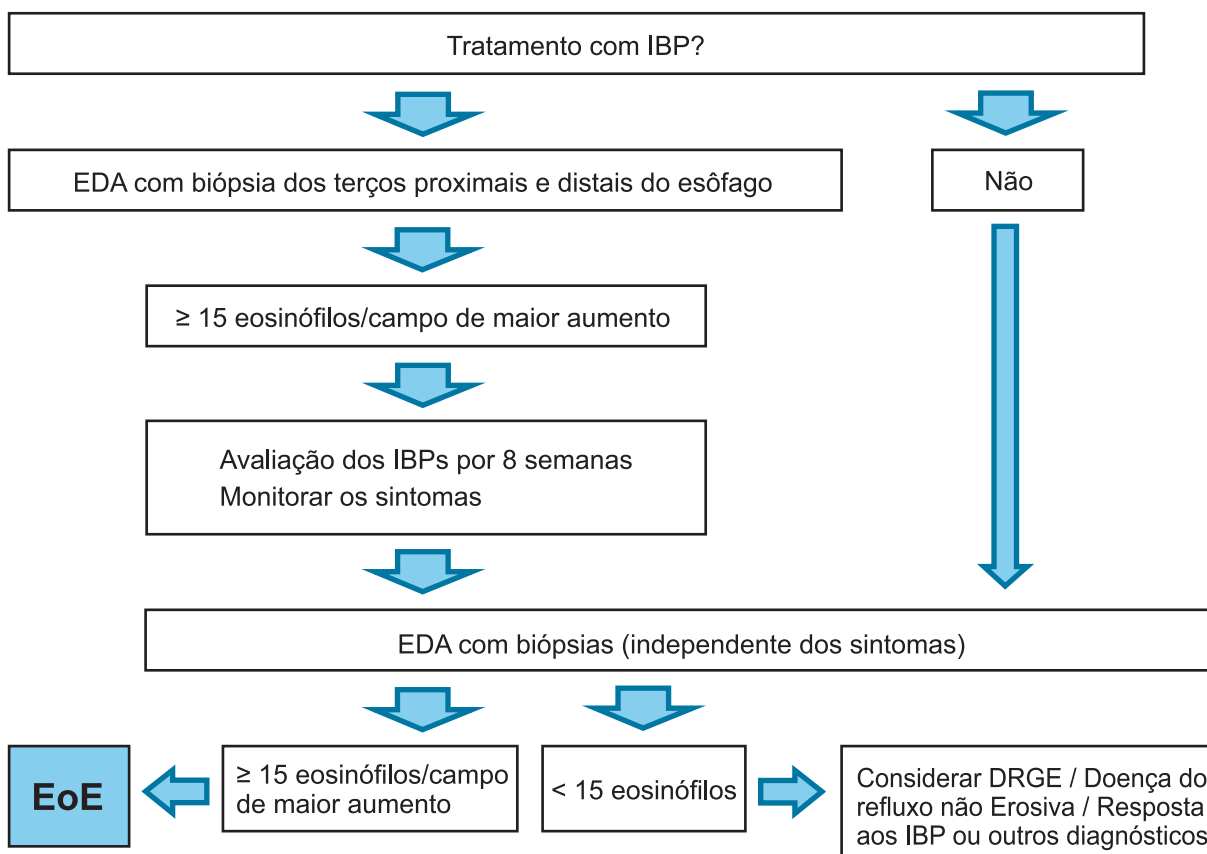 Tratamento com IBP?
EDA com biópsia dos terços proximais e distais do esôfago
Não
≥ 15 eosinófilos/campo de maior aumento
Avaliação dos IBPs por 8 semanas
Monitorar os sintomas
EDA com biópsias (independente dos sintomas)
EoE
≥ 15 eosinófilos/campo
de maior aumento
< 15 eosinófilos
Considerar DRGE / Doença do
refluxo não Erosiva / Resposta
aos IBP ou outros diagnósticos